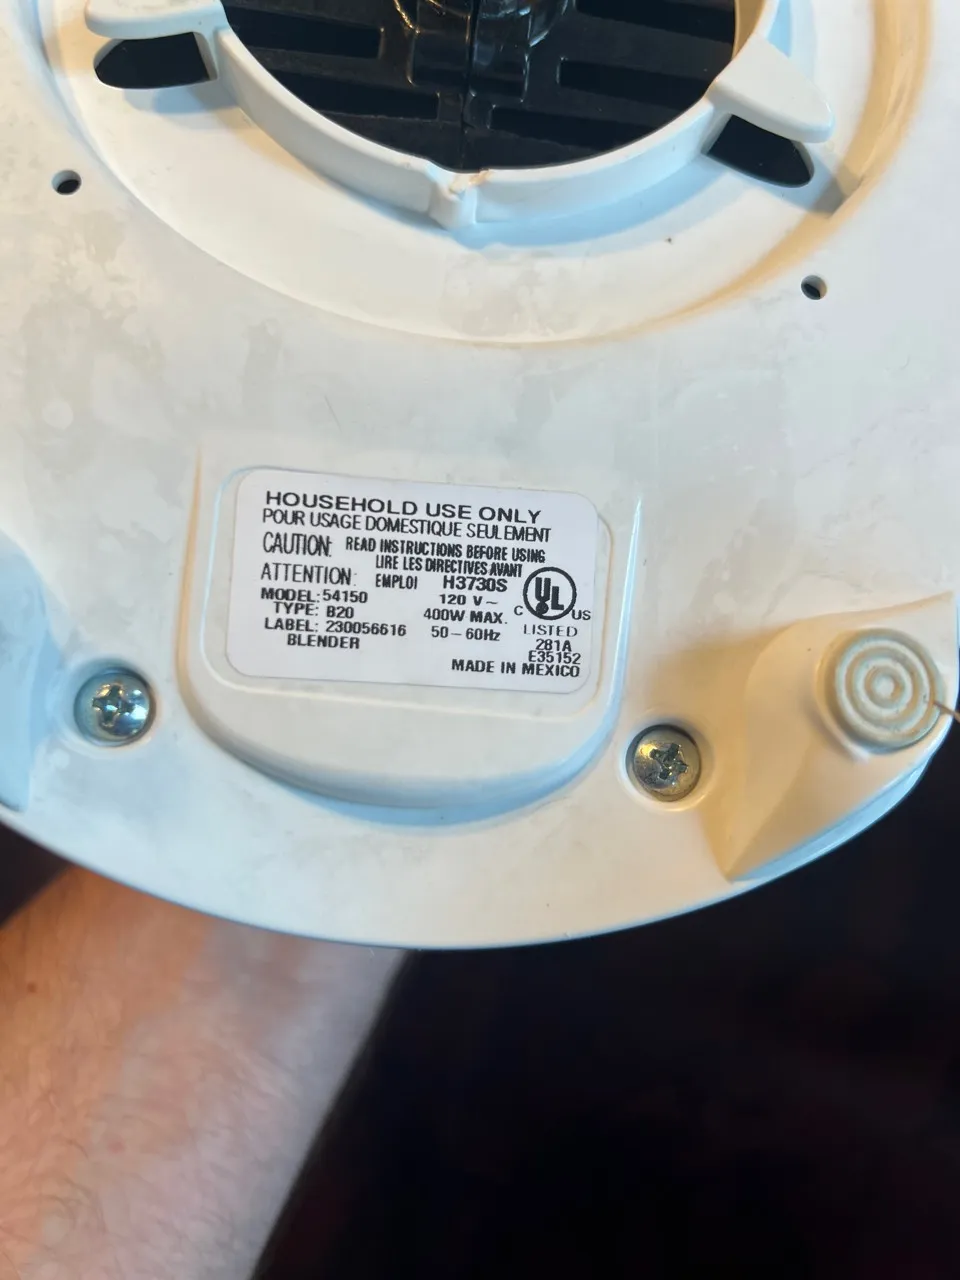 HOUSEHOLD USE ONLY
POUR USAGE DOMESTIQUE SEULEMENT
CAUTION: READ INSTRUCTIONS BEFORE USING
LIRE LES DIRECTIVES AVANT
ATTENTION: EMPLOI H3730S
MODEL: 54150 120 V ~
TYPE: B20 400W MAX.
LABEL: 230056616 50-60Hz
BLENDER
C UL US
LISTED
281A
E35152
MADE IN MEXICO